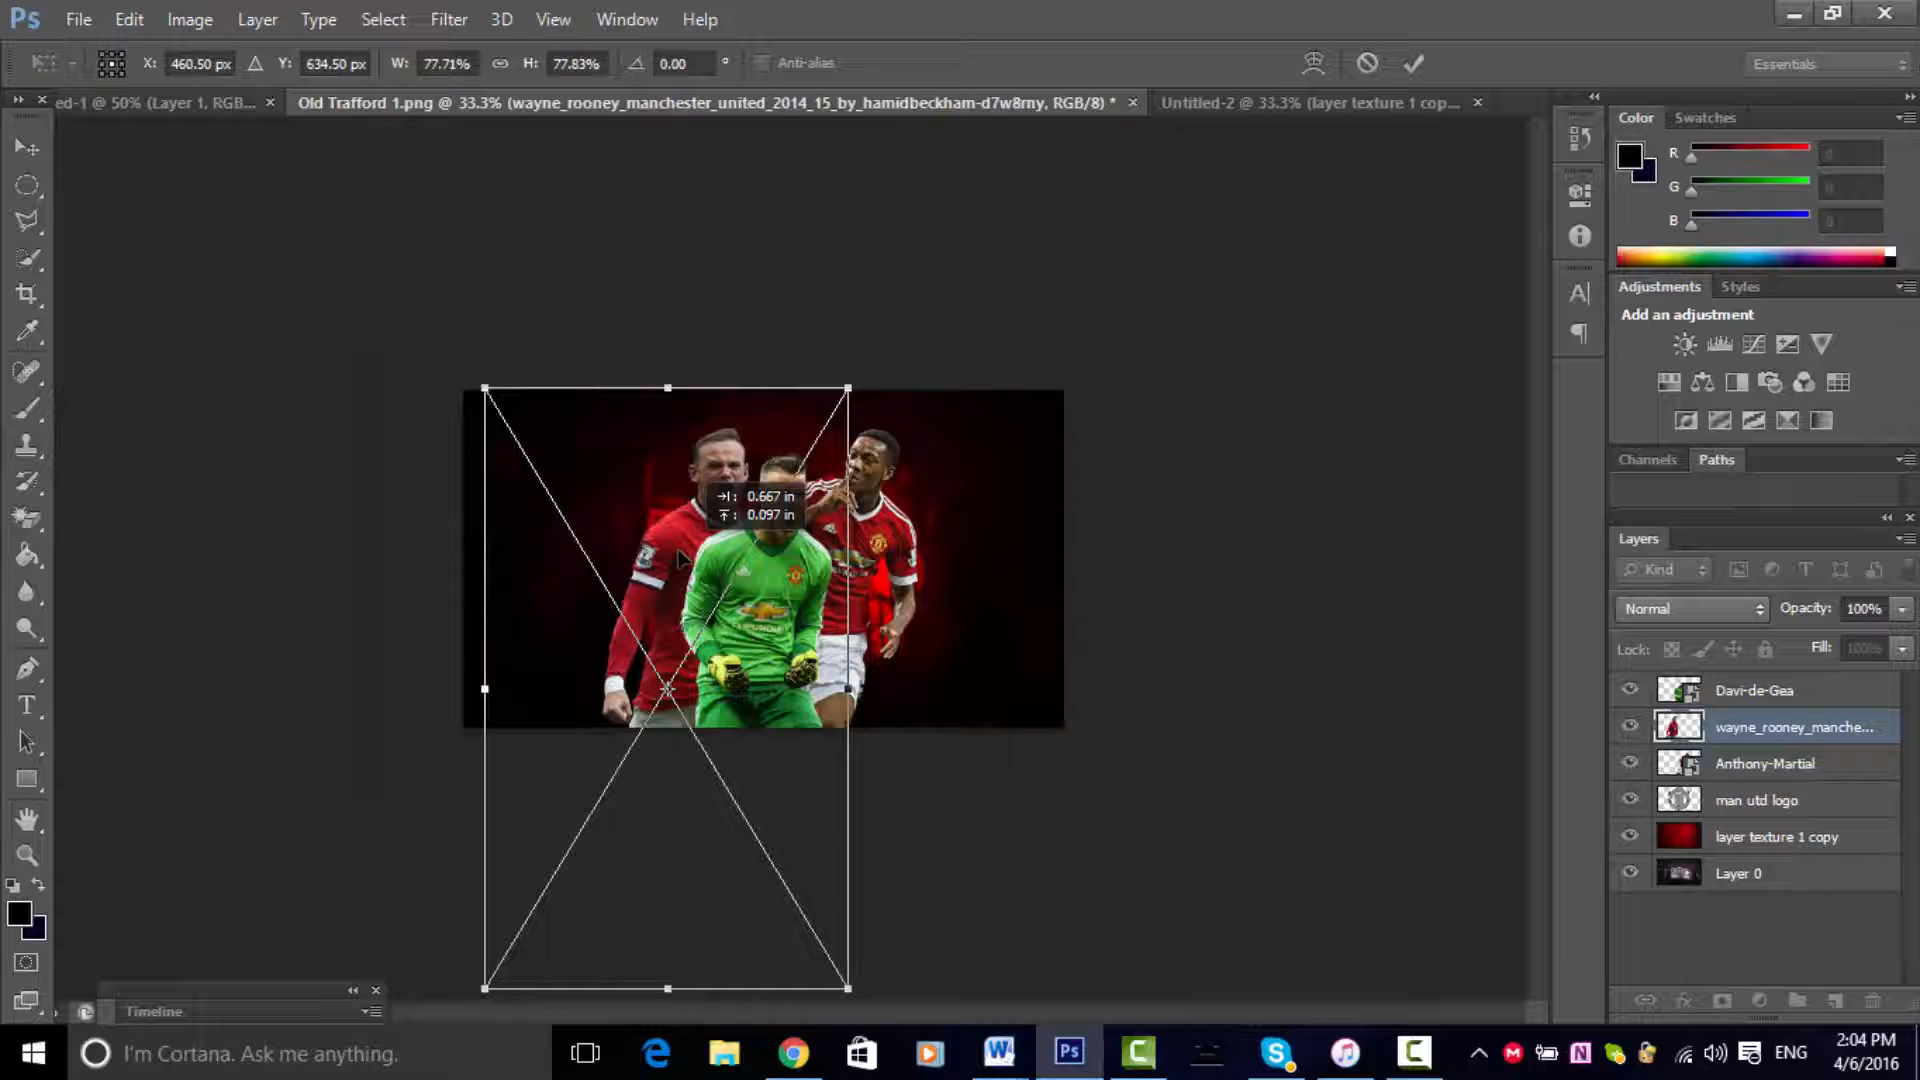 Ps File Edit Image Layer Type Select Filter 3D View Window Help
X: 460.50 px Y: 634.50 px W: 77.71% H: 77.83% 0.00 ° Anti-alias Essentials
ed-1 @ 50% (Layer 1, RGB... Old Trafford 1.png @ 33.3% (wayne_rooney_manchester_united_2014_15_by_hamidbeckham-d7w8rny, RGB/8) * Untitled-2 @ 33.3% (layer texture 1 cop...
Color Swatches
R 0
G 0
B 0
Adjustments Styles
Add an adjustment
Channels Paths
Layers
Kind
Normal Opacity: 100%
Lock: Fill: 100%
Davi-de-Gea
wayne_rooney_manche...
Anthony-Martial
man utd logo
layer texture 1 copy
Layer 0
0.667 in
0.097 in
Timeline
I'm Cortana. Ask me anything.
ENG
2:04 PM
4/6/2016